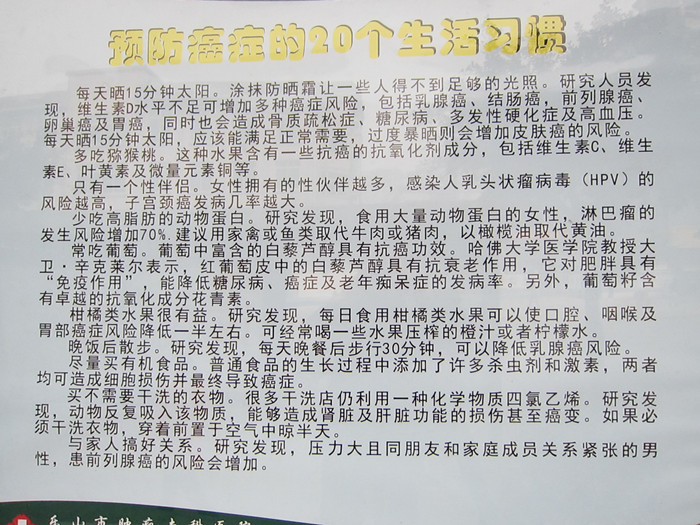 预防癌症的20个生活习惯
每天晒15分钟太阳。涂抹防晒霜让一些人得不到足够的光照。研究人员发
现，维生素D水平不足可增加多种癌症风险，包括乳腺癌、结肠癌，前列腺癌、
卵巢癌及胃癌，同时也会造成骨质疏松症、糖尿病、多发性硬化症及高血压。
每天晒15分钟太阳，应该能满足正常需要，过度暴晒则会增加皮肤癌的风险。
多吃猕猴桃。这种水果含有一些抗癌的抗氧化剂成分，包括维生素C、维生
素E、叶黄素及微量元素铜等。
只有一个性伴侣。女性拥有的性伙伴越多，感染人乳头状瘤病毒（HPV）的
风险越高，子宫颈癌发病几率越大。
少吃高脂肪的动物蛋白。研究发现，食用大量动物蛋白的女性，淋巴瘤的
发生风险增加70%.建议用家禽或鱼类取代牛肉或猪肉，以橄榄油取代黄油。
常吃葡萄。葡萄中富含的白藜芦醇具有抗癌功效。哈佛大学医学院教授大
卫·辛克莱尔表示，红葡萄皮中的白藜芦醇具有抗衰老作用，它对肥胖具有
“免疫作用”，能降低糖尿病、癌症及老年痴呆症的发病率。另外，葡萄籽含
有卓越的抗氧化成分花青素。
柑橘类水果很有益。研究发现，每日食用柑橘类水果可以使口腔、咽喉及
胃部癌症风险降低一半左右。可经常喝一些水果压榨的橙汁或者柠檬水。
晚饭后散步。研究发现，每天晚餐后步行30分钟，可以降低乳腺癌风险。
尽量买有机食品。普通食品的生长过程中添加了许多杀虫剂和激素，两者
均可造成细胞损伤并最终导致癌症。
买不需要干洗的衣物。很多干洗店仍利用一种化学物质四氯乙烯。研究发
现，动物反复吸入该物质，能够造成肾脏及肝脏功能的损伤甚至癌变。如果必
须干洗衣物，穿着前置于空气中晾半天。
与家人搞好关系。研究发现，压力大且同朋友和家庭成员关系紧张的男
性，患前列腺癌的风险会增加。
乐山市肿瘤专科医院